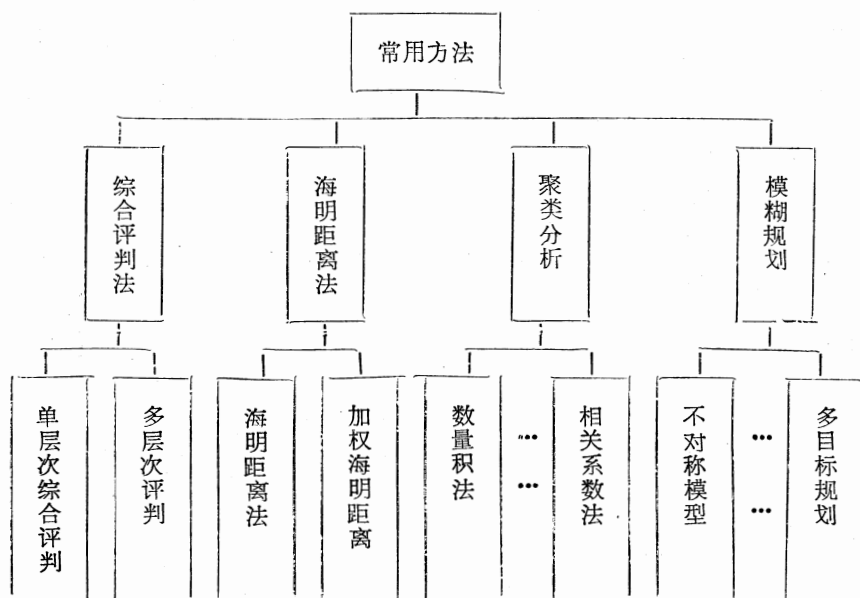 常用方法
综合评判法
海明距离法
聚类分析
模糊规划
单层次综合评判
多层次评判
海明距离法
加权海明距离
数量积法
……
相关系数法
不对称模型
……
多目标规划